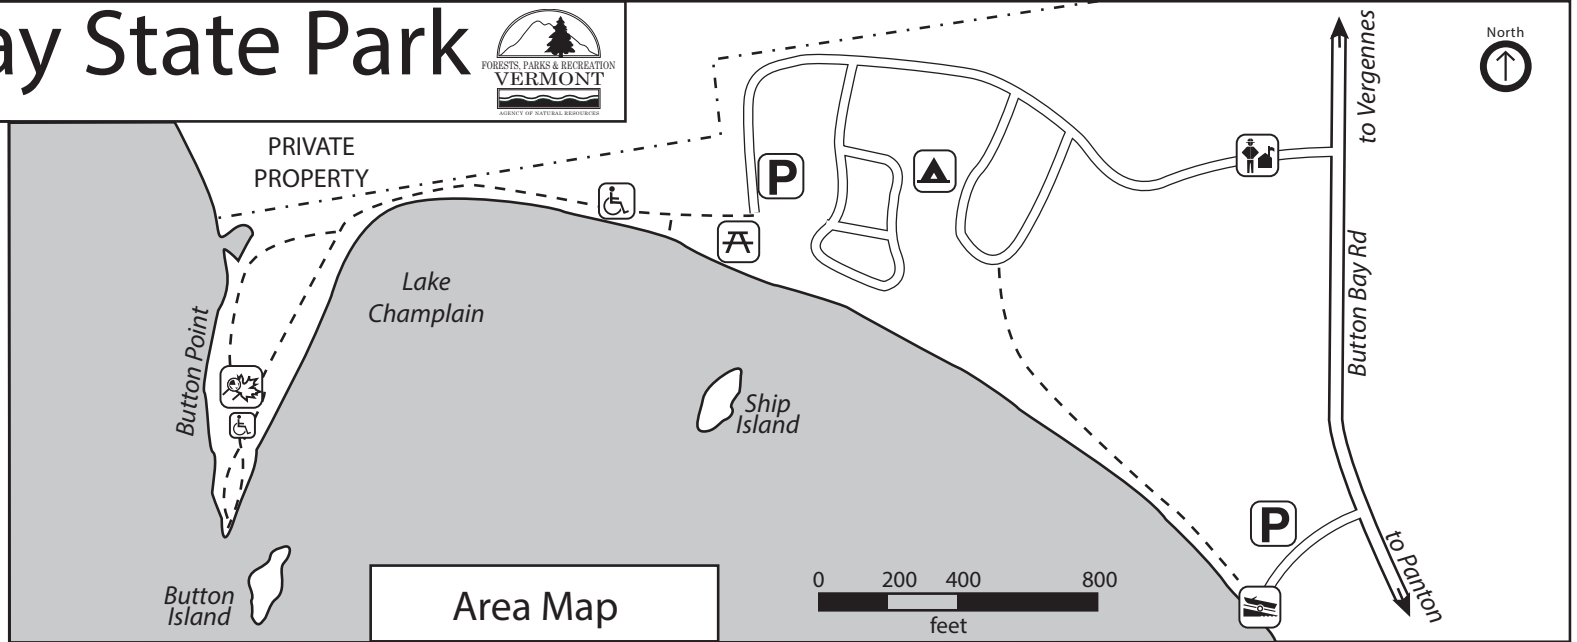 ay State Park
FORESTS, PARKS & RECREATION
VERMONT
AGENCY OF NATURAL RESOURCES
North
to Vergennes
PRIVATE
PROPERTY
P
Lake
Champlain
Button Point
Button Bay Rd
Ship
Island
P
to Panton
Button
Island
Area Map
0 200 400 800
feet